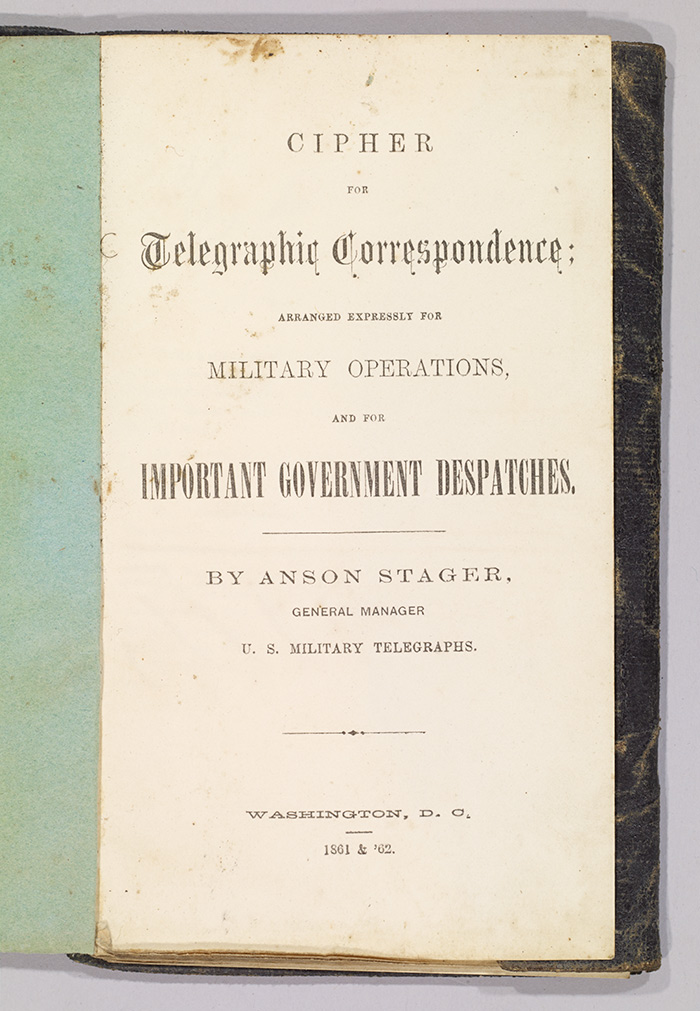 CIPHER
FOR
Telegraphic Correspondence;
ARRANGED EXPRESSLY FOR
MILITARY OPERATIONS,
AND FOR
IMPORTANT GOVERNMENT DESPATCHES.
BY ANSON STAGER,
GENERAL MANAGER
U. S. MILITARY TELEGRAPHS.
WASHINGTON, D. C.
1861 & '62.